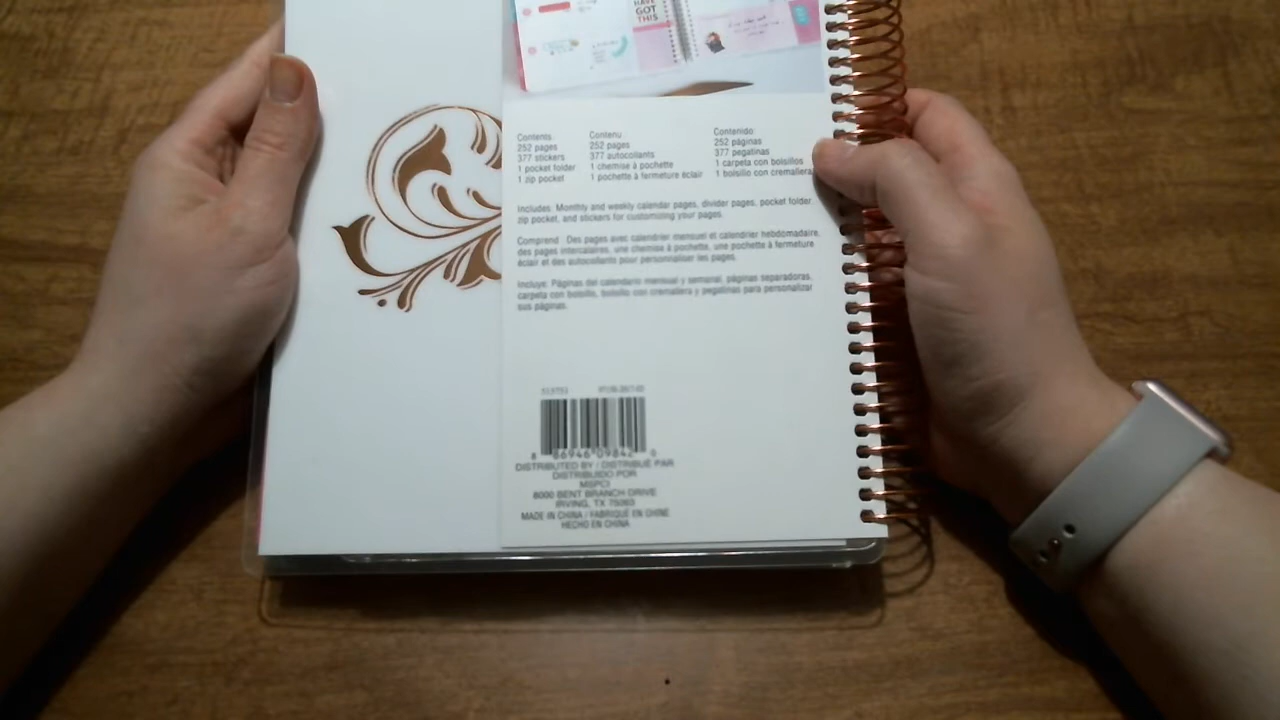 HAVE
GOT
THIS
Contents
252 pages
377 stickers
1 pocket folder
1 zip pocket
Contenu
252 pages
377 autocollants
1 chemise à pochette
1 pochette à fermeture éclair
Contenido
252 páginas
377 pegatinas
1 carpeta con bolsillos
1 bolsillo con cremallera
Includes: Monthly and weekly calendar pages, divider pages, pocket folder,
zip pocket, and stickers for customizing your pages.
Comprend : Des pages avec calendrier mensuel et calendrier hebdomadaire,
des pages intercalaires, une chemise à pochette, une pochette à fermeture
éclair et des autocollants pour personnaliser les pages.
Incluye: Páginas del calendario mensual y semanal, páginas separadoras,
carpeta con bolsillo, bolsillo con cremallera y pegatinas para personalizar
sus páginas.
8 86946 09842 0
DISTRIBUTED BY / DISTRIBUÉ PAR
DISTRIBUIDO POR
MSPCI
8000 BENT BRANCH DRIVE
IRVING, TX 75063
MADE IN CHINA / FABRIQUÉ EN CHINE
HECHO EN CHINA